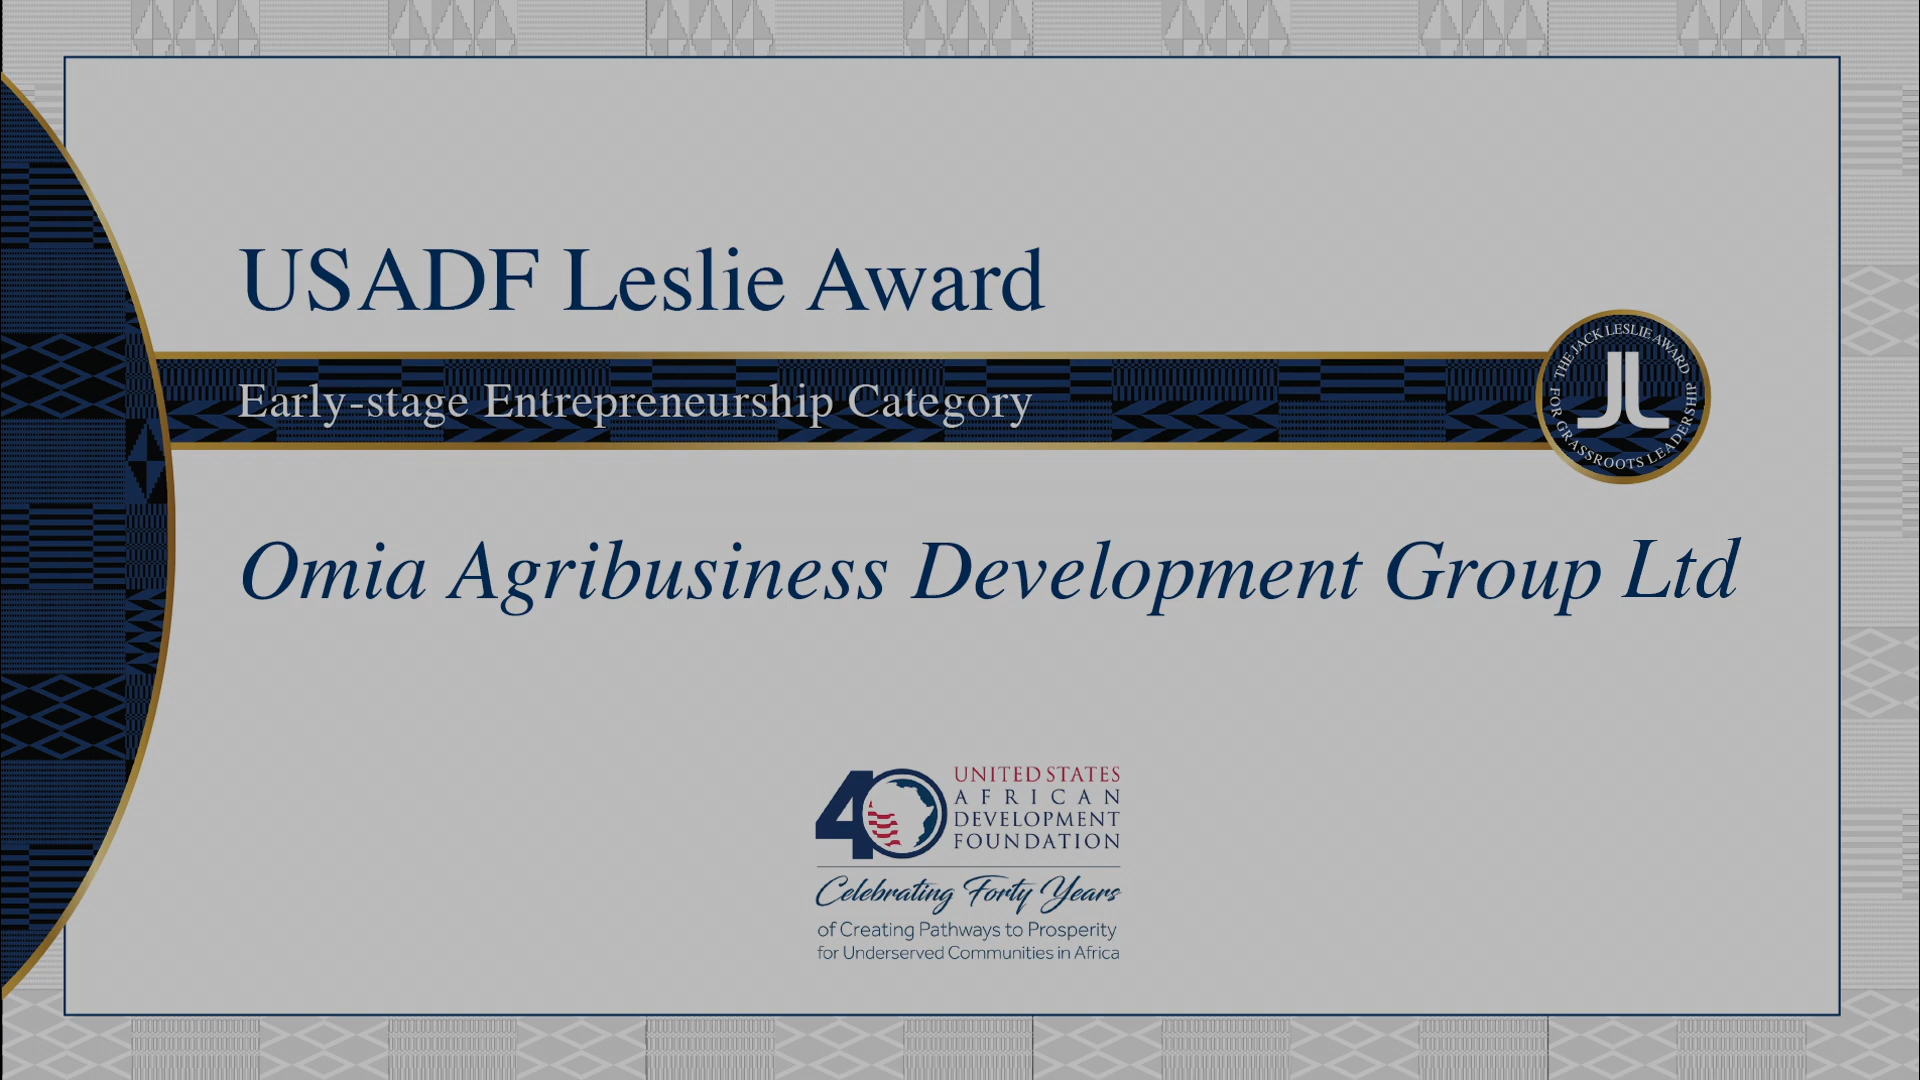 USADF Leslie Award
Early-stage Entrepreneurship Category
THE JACK LESLIE AWARD
FOR GRASSROOTS LEADERSHIP
JL
Omia Agribusiness Development Group Ltd
40
UNITED STATES
AFRICAN
DEVELOPMENT
FOUNDATION
Celebrating Forty Years
of Creating Pathways to Prosperity
for Underserved Communities in Africa